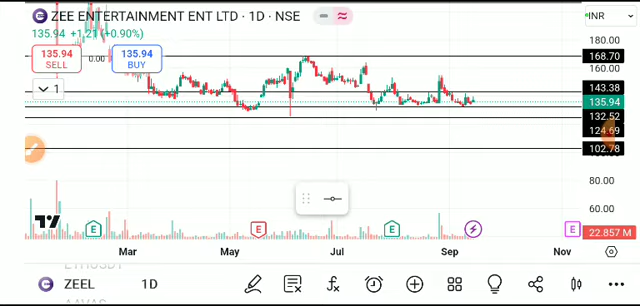 ZEE ENTERTAINMENT ENT LTD · 1D · NSE
INR
135.94 +1.21 (+0.90%)
135.94
SELL
0.00
135.94
BUY
1
180.00
168.70
160.00
143.38
135.94
132.52
124.69
102.78
80.00
60.00
22.857 M
E
E
E
E
Mar
May
Jul
Sep
Nov
ETHUSDT
ZEEL
1D
AAVAS